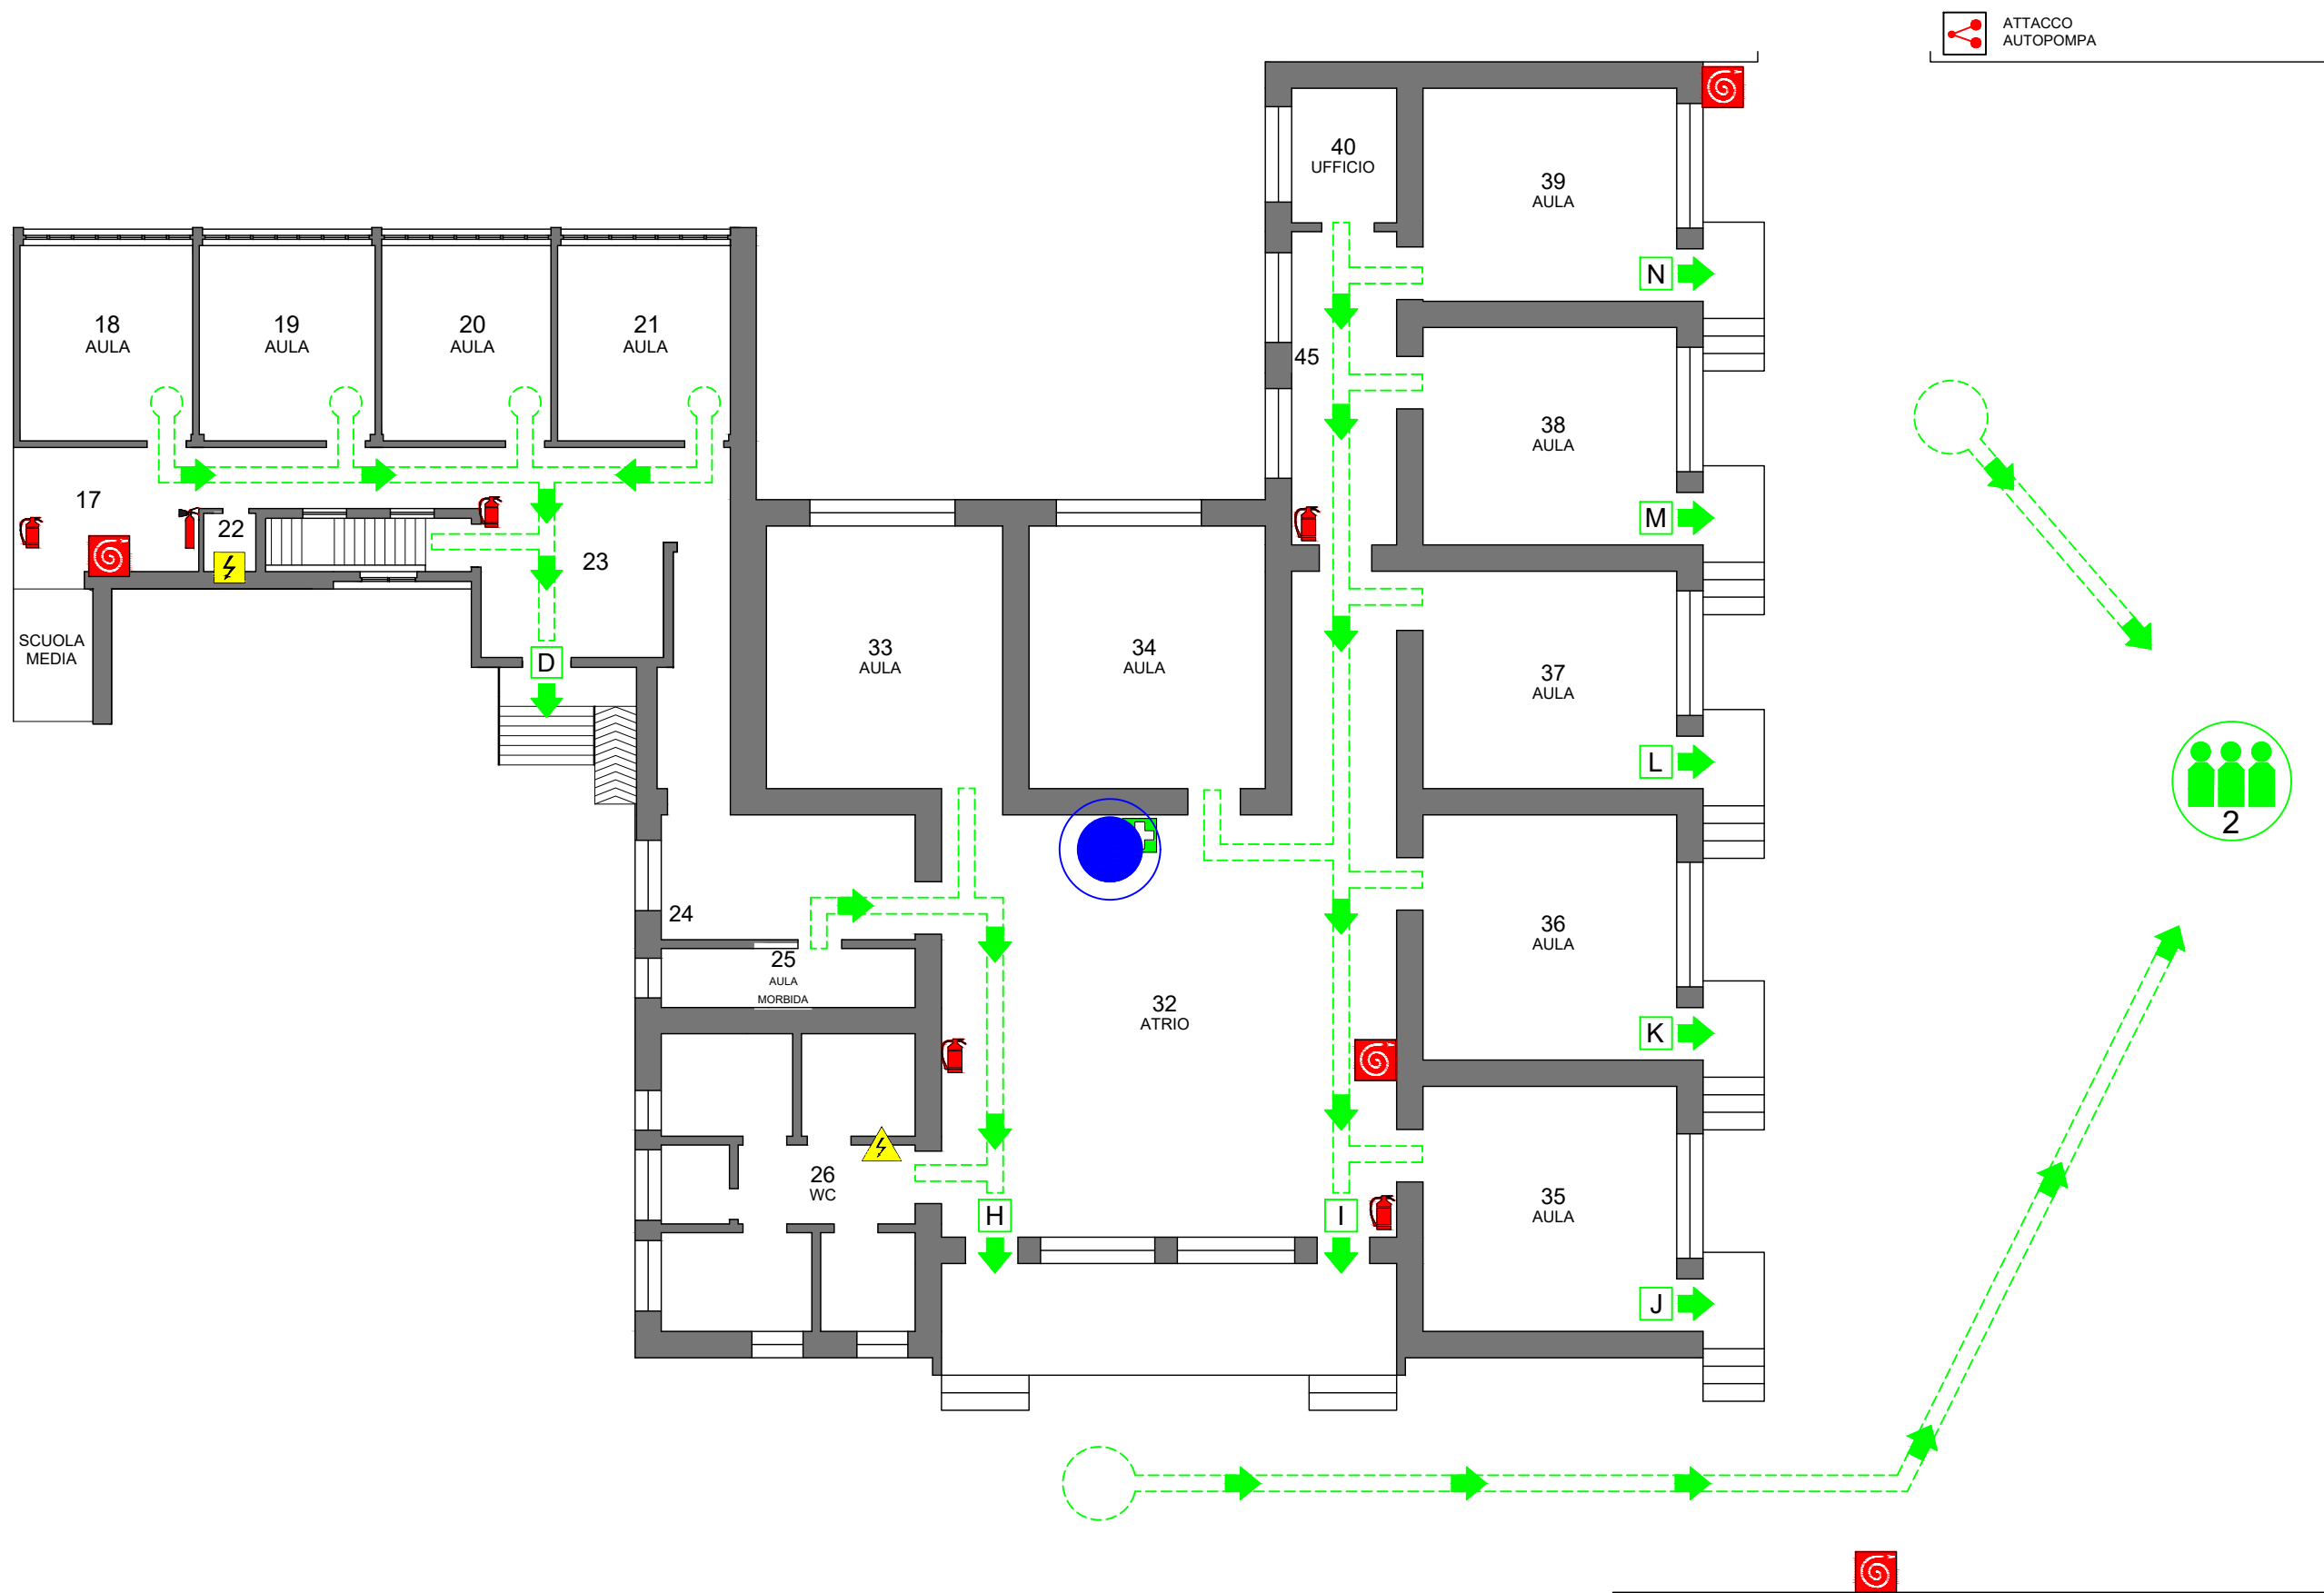 ATTACCO
AUTOPOMPA
40
UFFICIO
39
AULA
N
18
AULA
19
AULA
20
AULA
21
AULA
45
38
AULA
M
17
22
23
SCUOLA
MEDIA
D
33
AULA
34
AULA
37
AULA
L
2
24
25
AULA
MORBIDA
36
AULA
32
ATRIO
K
26
WC
H
I
35
AULA
J